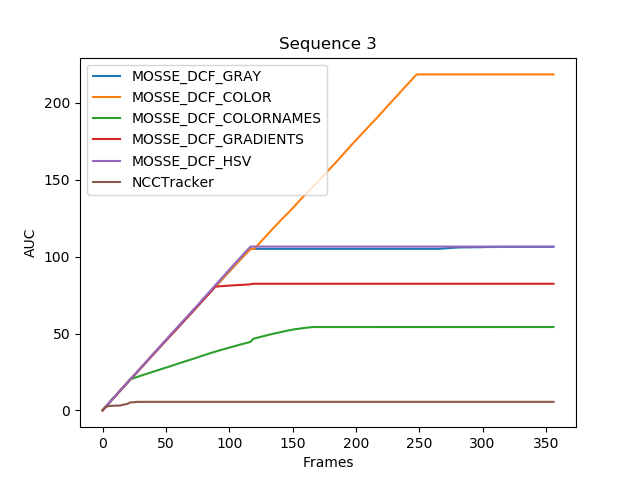 Sequence 3
MOSSE_DCF_GRAY
MOSSE_DCF_COLOR
MOSSE_DCF_COLORNAMES
MOSSE_DCF_GRADIENTS
MOSSE_DCF_HSV
NCCTracker
AUC
200
150
100
50
0
0 50 100 150 200 250 300 350
Frames